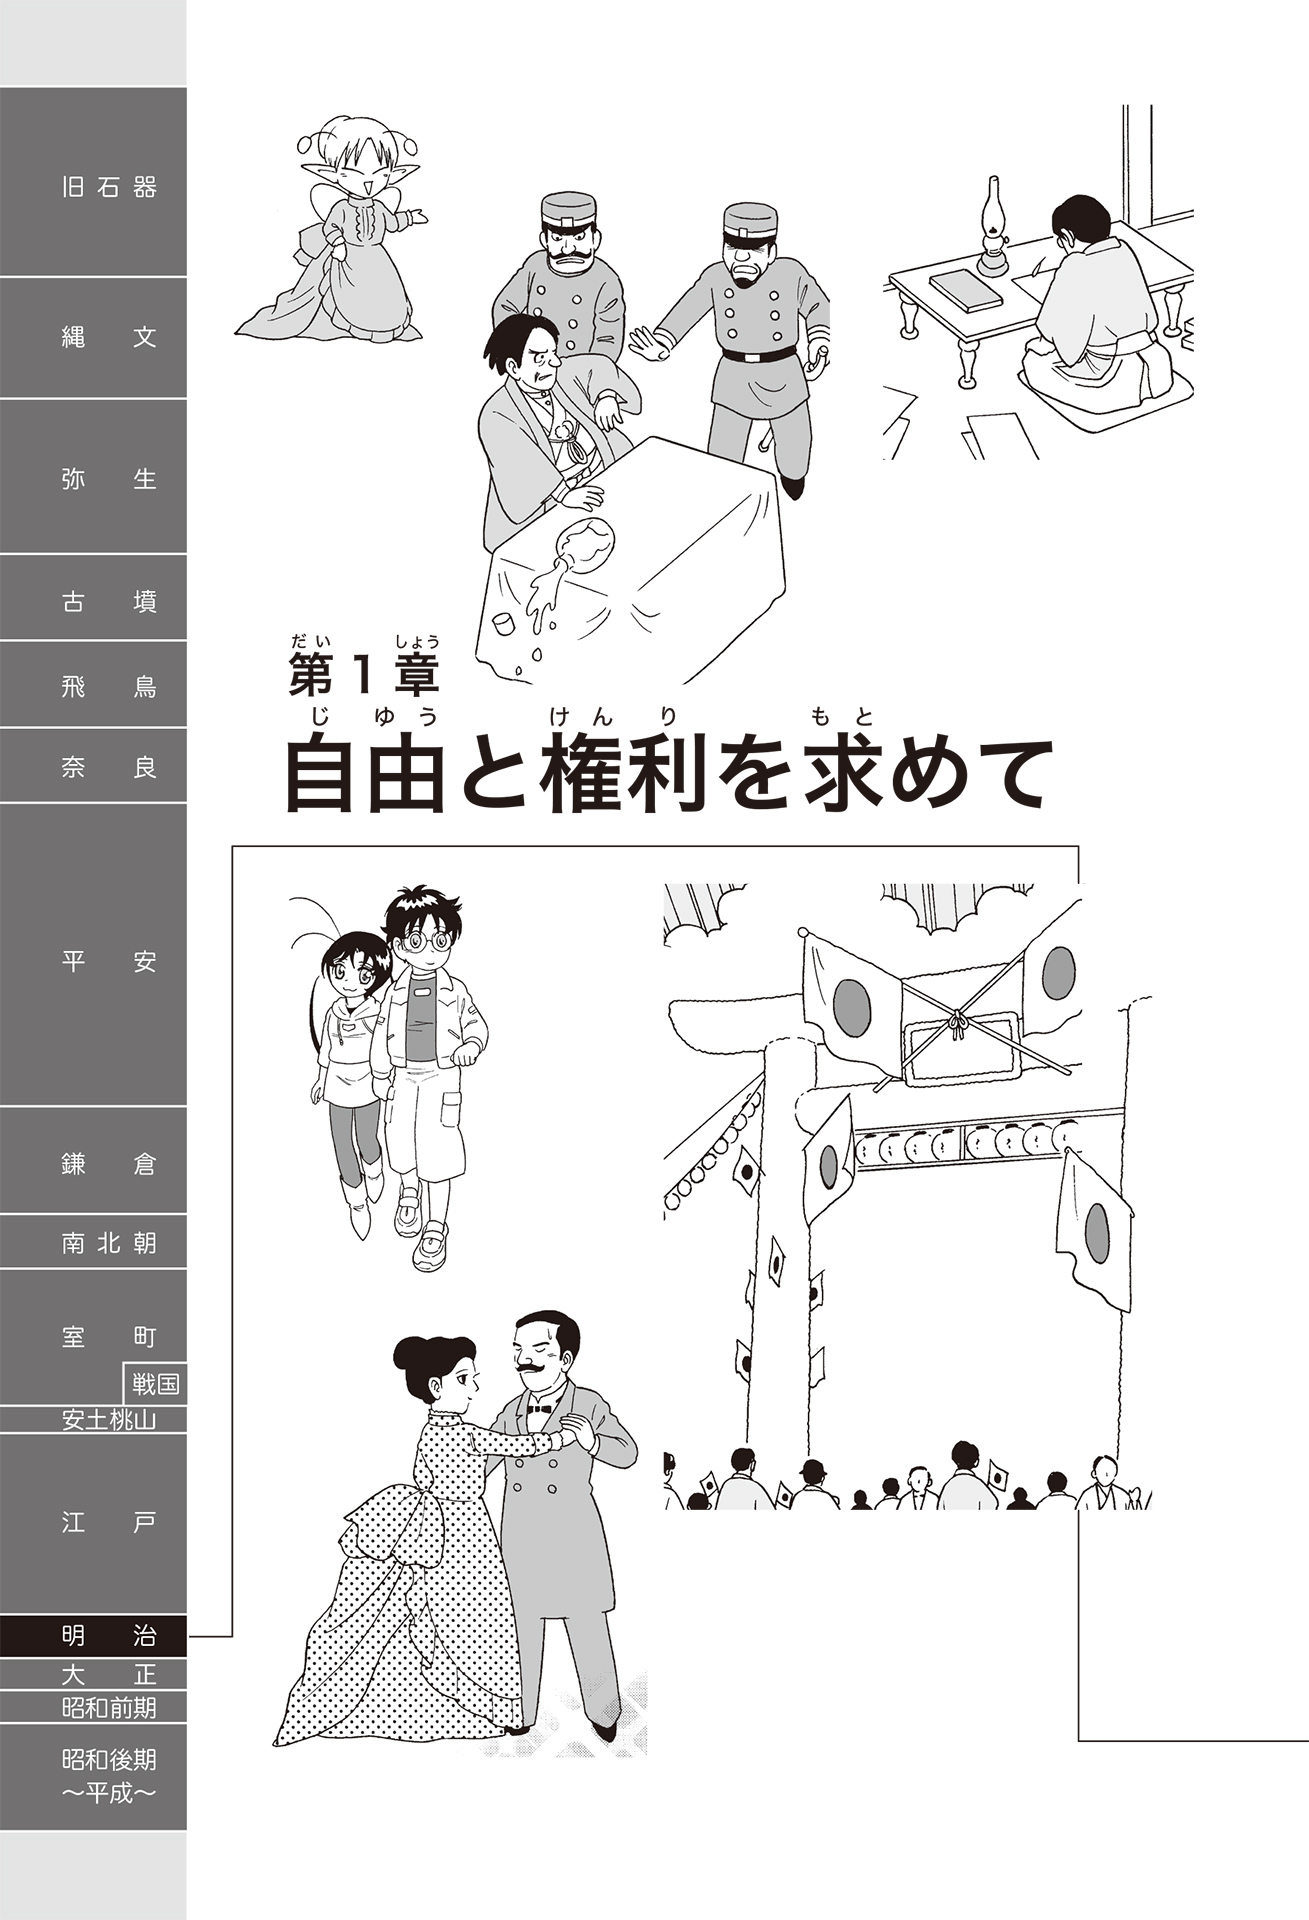 旧石器
縄文
弥生
古墳
飛鳥
奈良
平安
鎌倉
南北朝
室町
戦国
安土桃山
江戸
明治
大正
昭和前期
昭和後期
〜平成〜
だい しょう
第1章
じ ゆう けん り もと
自由と権利を求めて